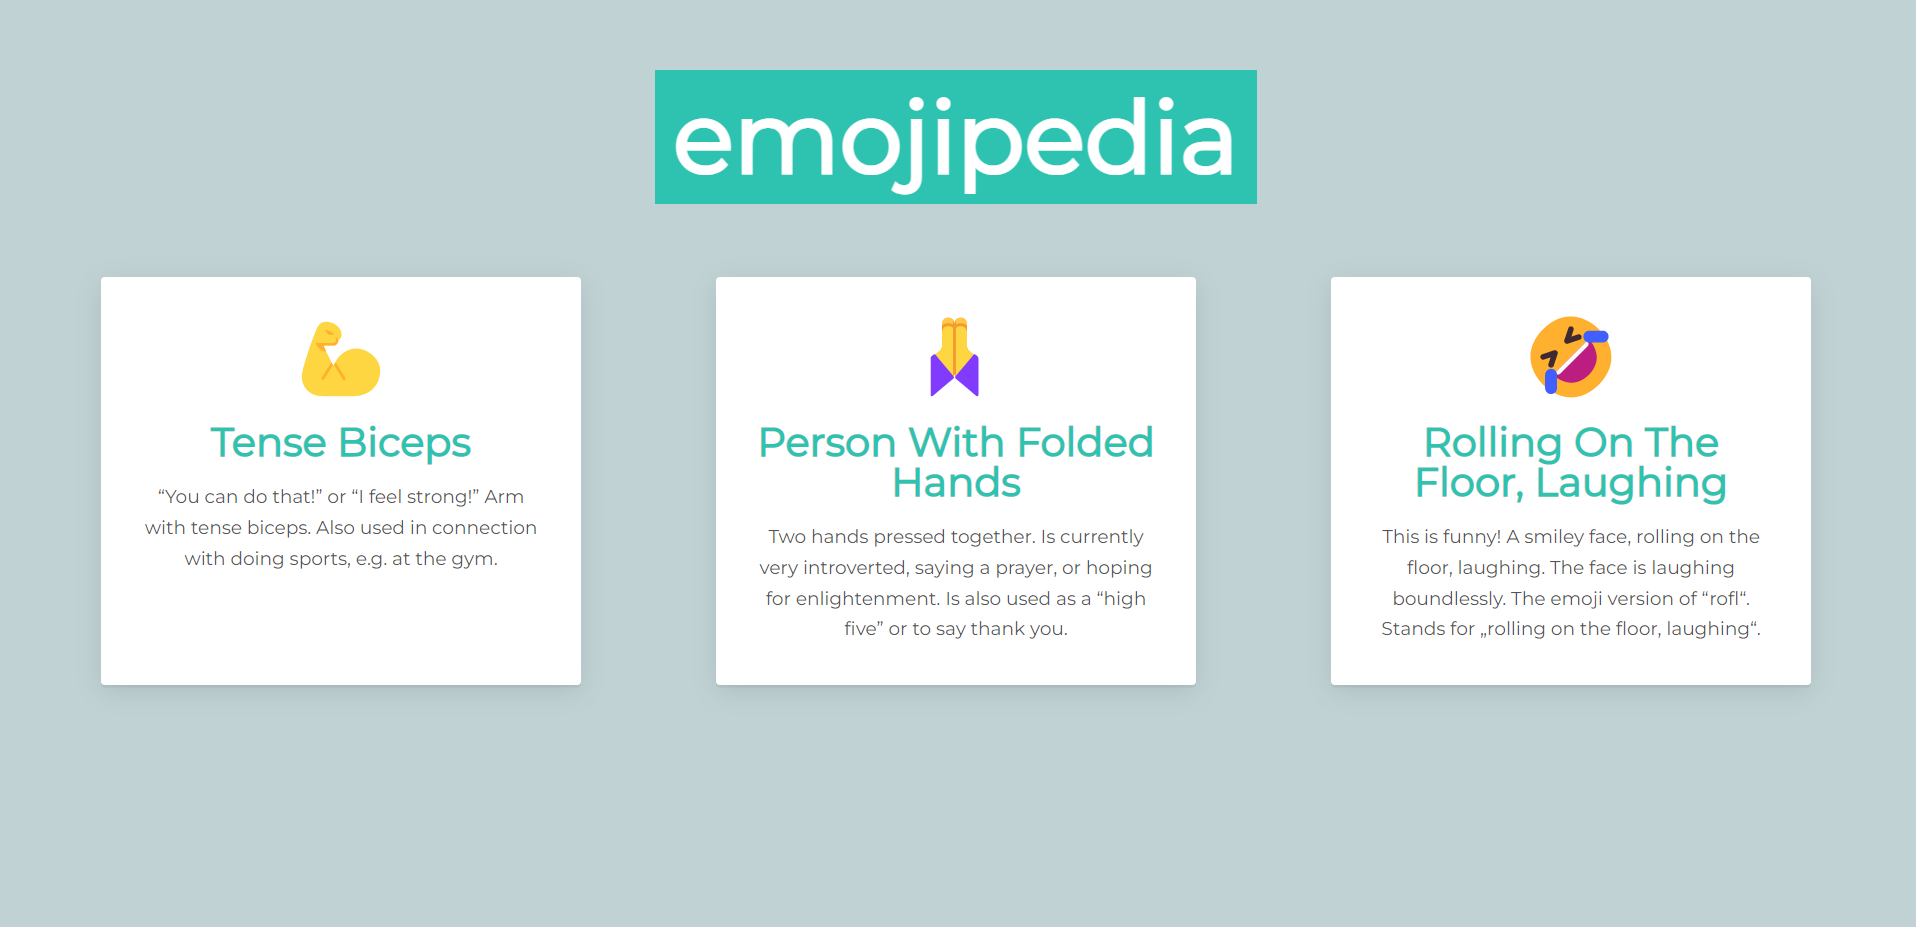 emojipedia
Tense Biceps
“You can do that!” or “I feel strong!” Arm
with tense biceps. Also used in connection
with doing sports, e.g. at the gym.
Person With Folded
Hands
Two hands pressed together. Is currently
very introverted, saying a prayer, or hoping
for enlightenment. Is also used as a “high
five” or to say thank you.
Rolling On The
Floor, Laughing
This is funny! A smiley face, rolling on the
floor, laughing. The face is laughing
boundlessly. The emoji version of “rofl“.
Stands for „rolling on the floor, laughing“.